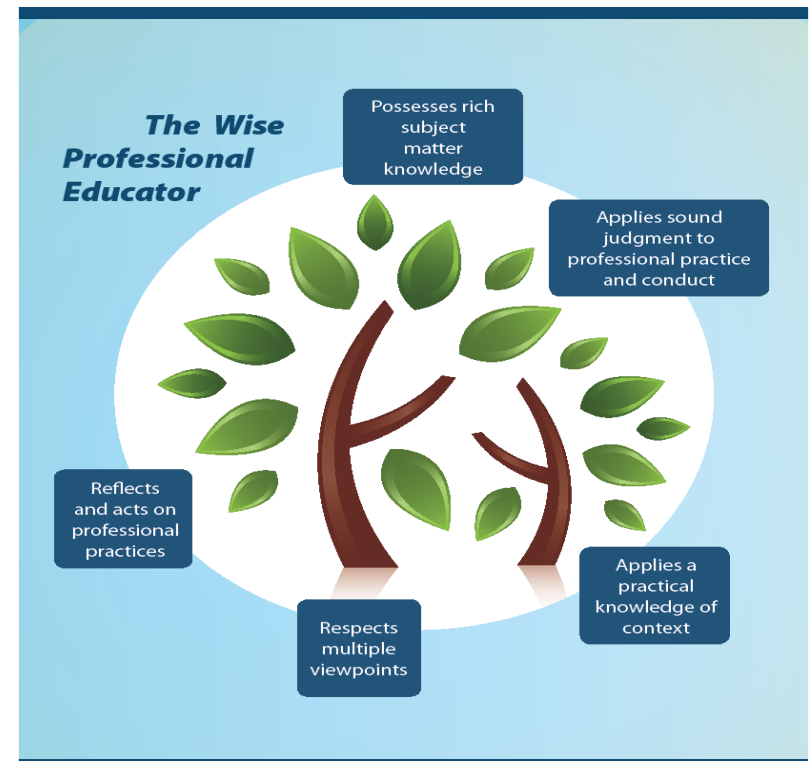 The Wise
Professional
Educator
Possesses rich
subject
matter
knowledge
Applies sound
judgment to
professional practice
and conduct
Reflects
and acts on
professional
practices
Applies a
practical
knowledge of
context
Respects
multiple
viewpoints